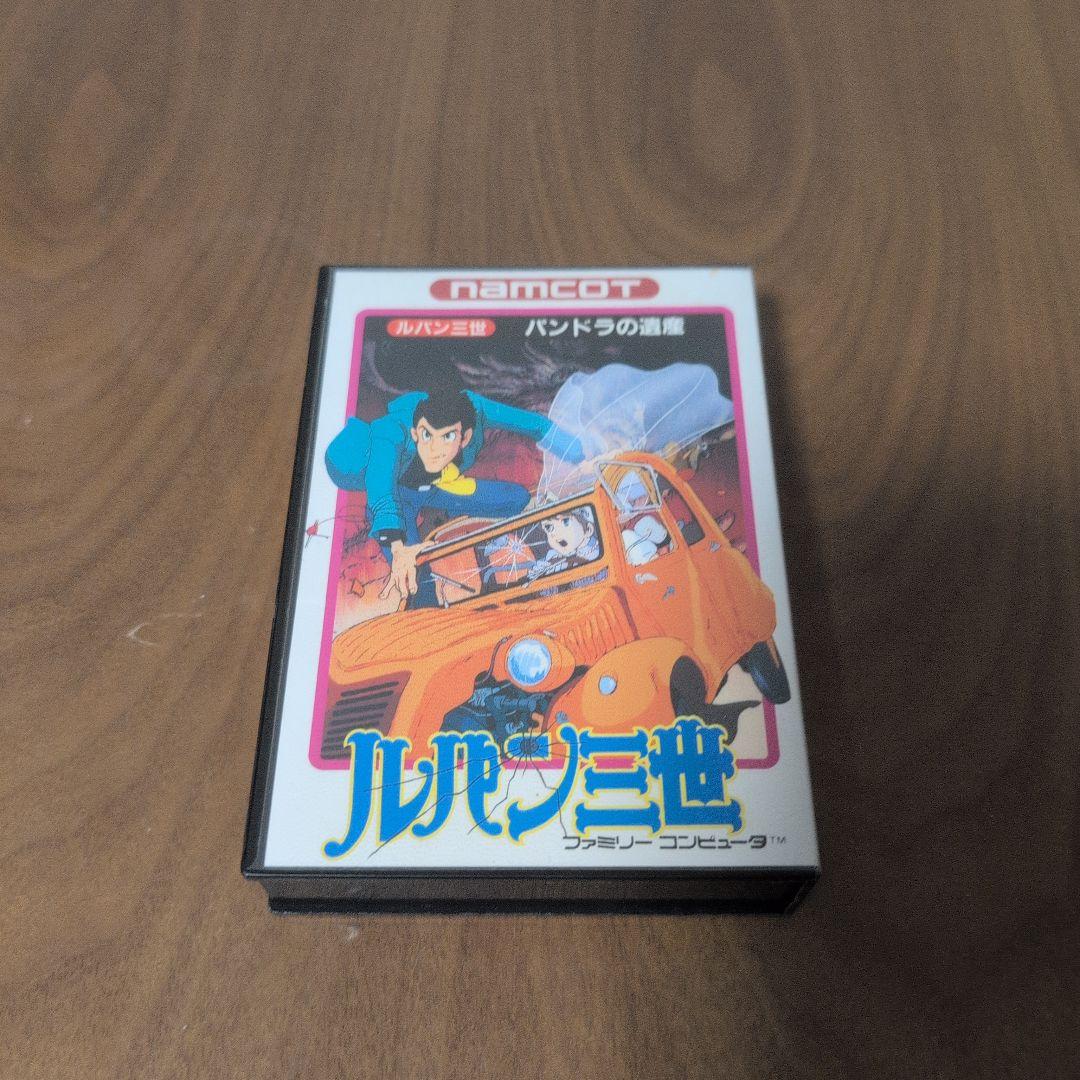 namcot
ルパン三世 パンドラの遺産
ルパン三世
ファミリー コンピュータ™